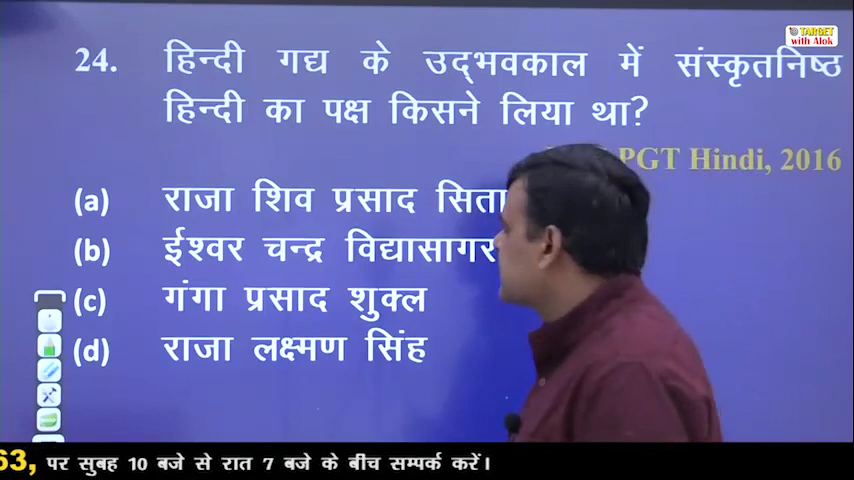 TARGET
with Alok
24. हिन्दी गद्य के उद्भवकाल में संस्कृतनिष्ठ
हिन्दी का पक्ष किसने लिया था?
PGT Hindi, 2016
(a) राजा शिव प्रसाद
(b) ईश्वर चन्द्र विद्यासागर
(c) गंगा प्रसाद शुक्ल
(d) राजा लक्ष्मण सिंह
63, पर सुबह 10 बजे से रात 7 बजे के बीच सम्पर्क करें।